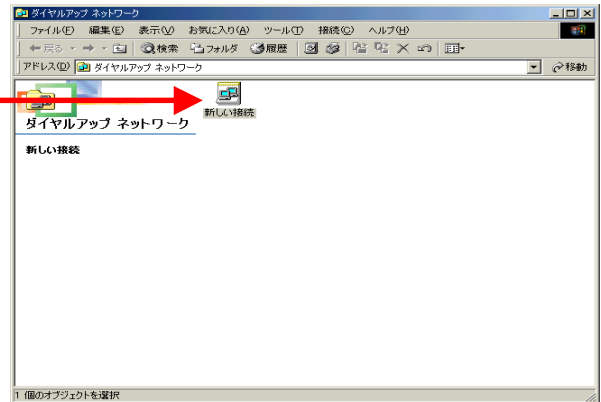 ダイヤルアップ ネットワーク
ファイル(F) 編集(E) 表示(V) お気に入り(A) ツール(T) 接続(C) ヘルプ(H)
戻る 検索 フォルダ 履歴
アドレス(D) ダイヤルアップ ネットワーク 移動
新しい接続
ダイヤルアップ ネットワーク
新しい接続
1 個のオブジェクトを選択